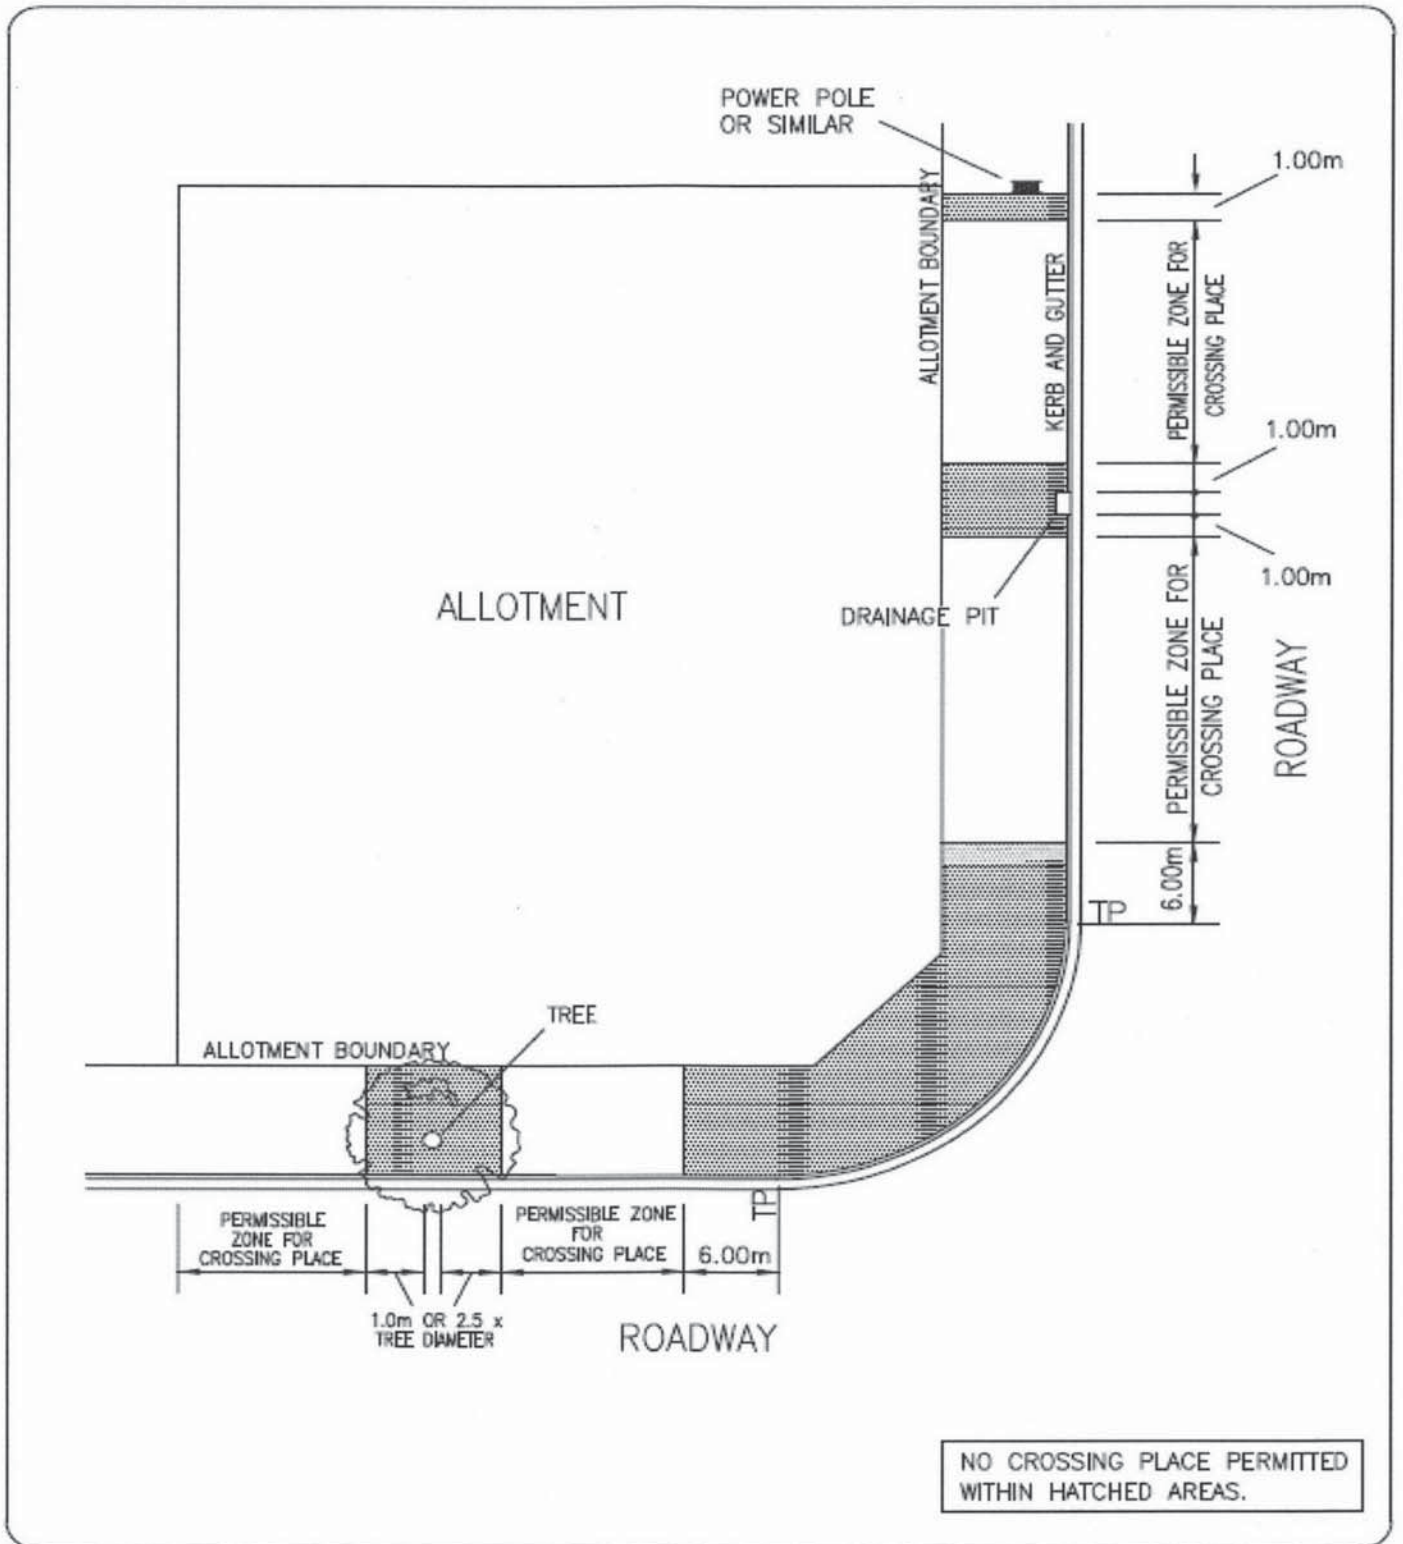 POWER POLE
OR SIMILAR
1.00m
ALLOTMENT BOUNDARY
KERB AND GUTTER
PERMISSIBLE ZONE FOR
CROSSING PLACE
1.00m
1.00m
ALLOTMENT
DRAINAGE PIT
PERMISSIBLE ZONE FOR
CROSSING PLACE
ROADWAY
6.00m
TP
TREE
ALLOTMENT BOUNDARY
TP
PERMISSIBLE
ZONE FOR
CROSSING PLACE
PERMISSIBLE ZONE
FOR
CROSSING PLACE
6.00m
1.0m OR 2.5 x
TREE DIAMETER
ROADWAY
NO CROSSING PLACE PERMITTED
WITHIN HATCHED AREAS.